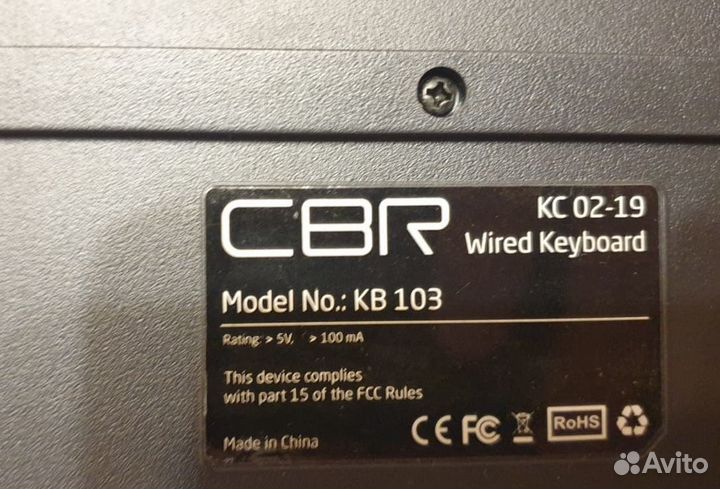 CBR
KC 02-19
Wired Keyboard
Model No.: KB 103
Rating: > 5V, > 100 mA
This device complies
with part 15 of the FCC Rules
Made in China
CE FC RoHS
Avito